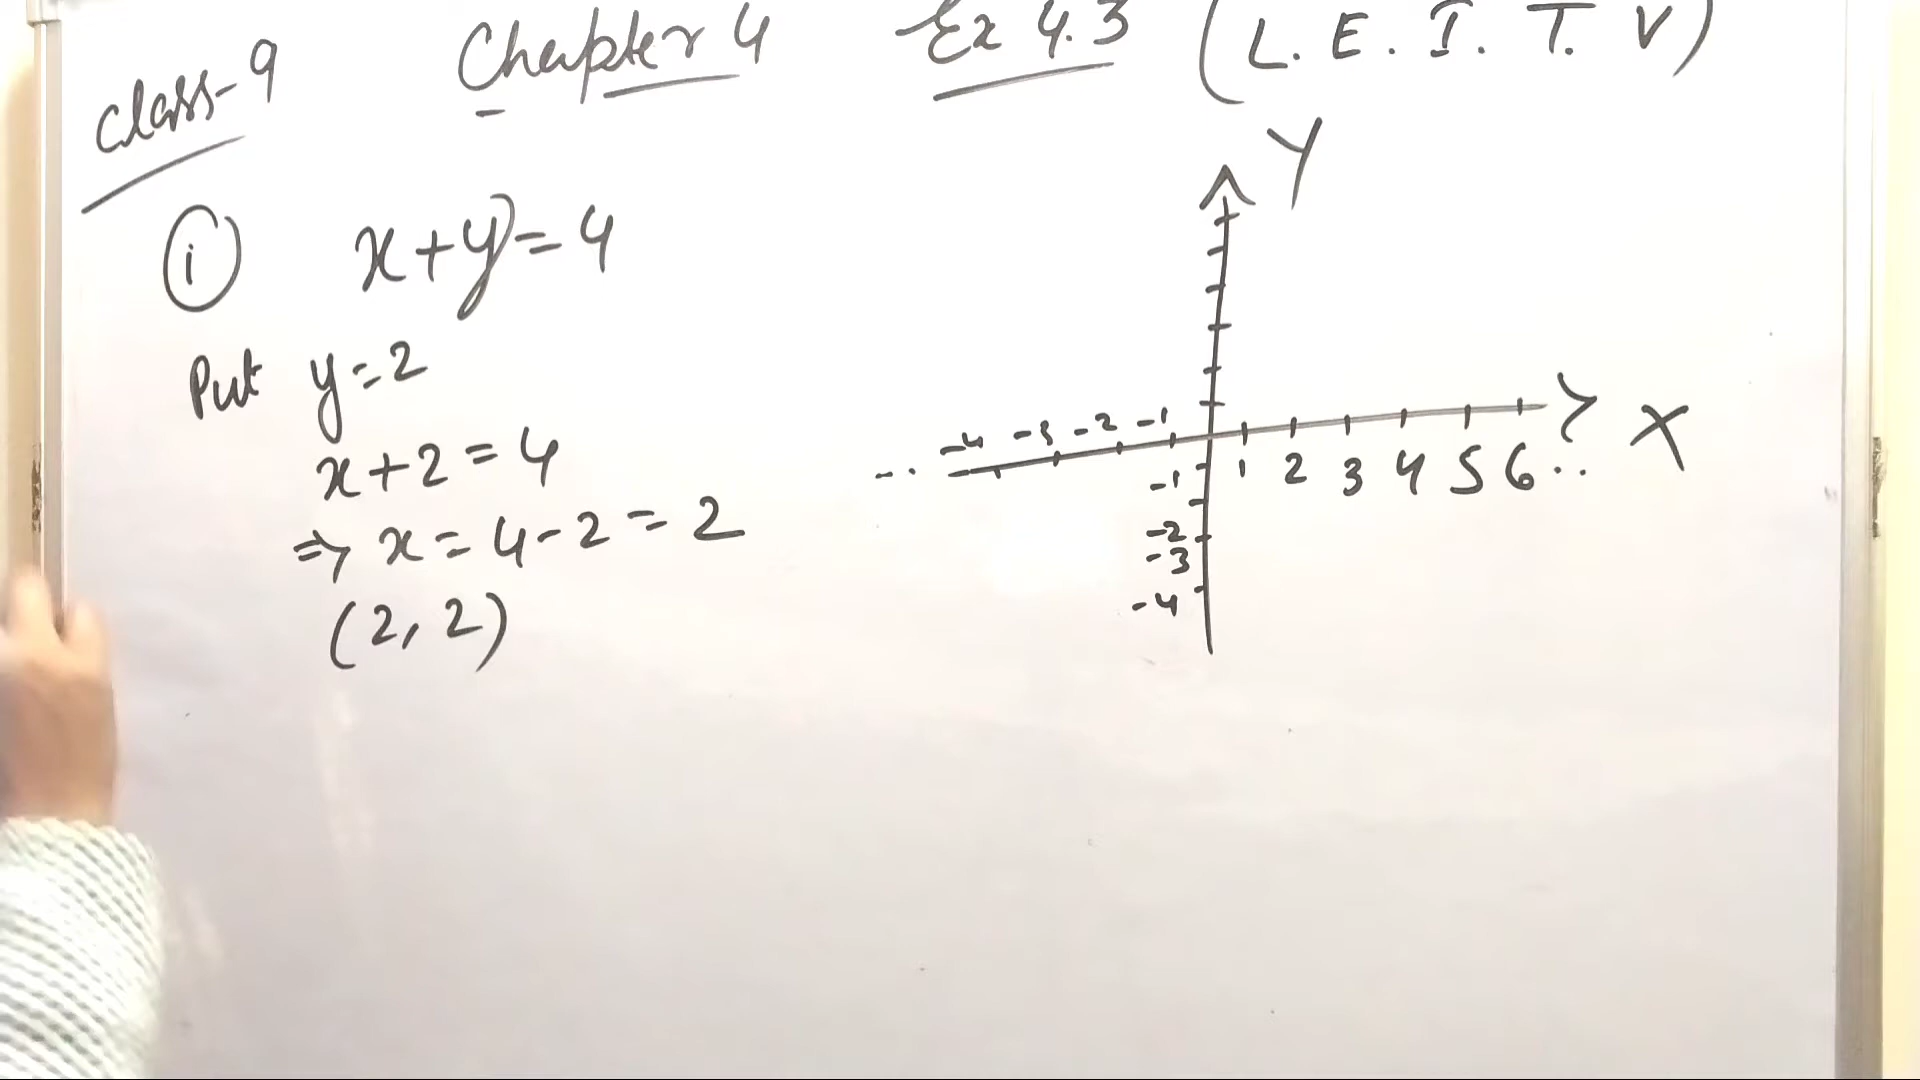 class-9 Chapter 4 Ex 4.3 (L. E. I. T. V)
Y
i x+y=4
Put y=2
x+2=4
⇒ x=4-2=2
(2, 2)
-- -4 -3 -2 -1 1 2 3 4 5 6.. X
-1
-2
-3
-4